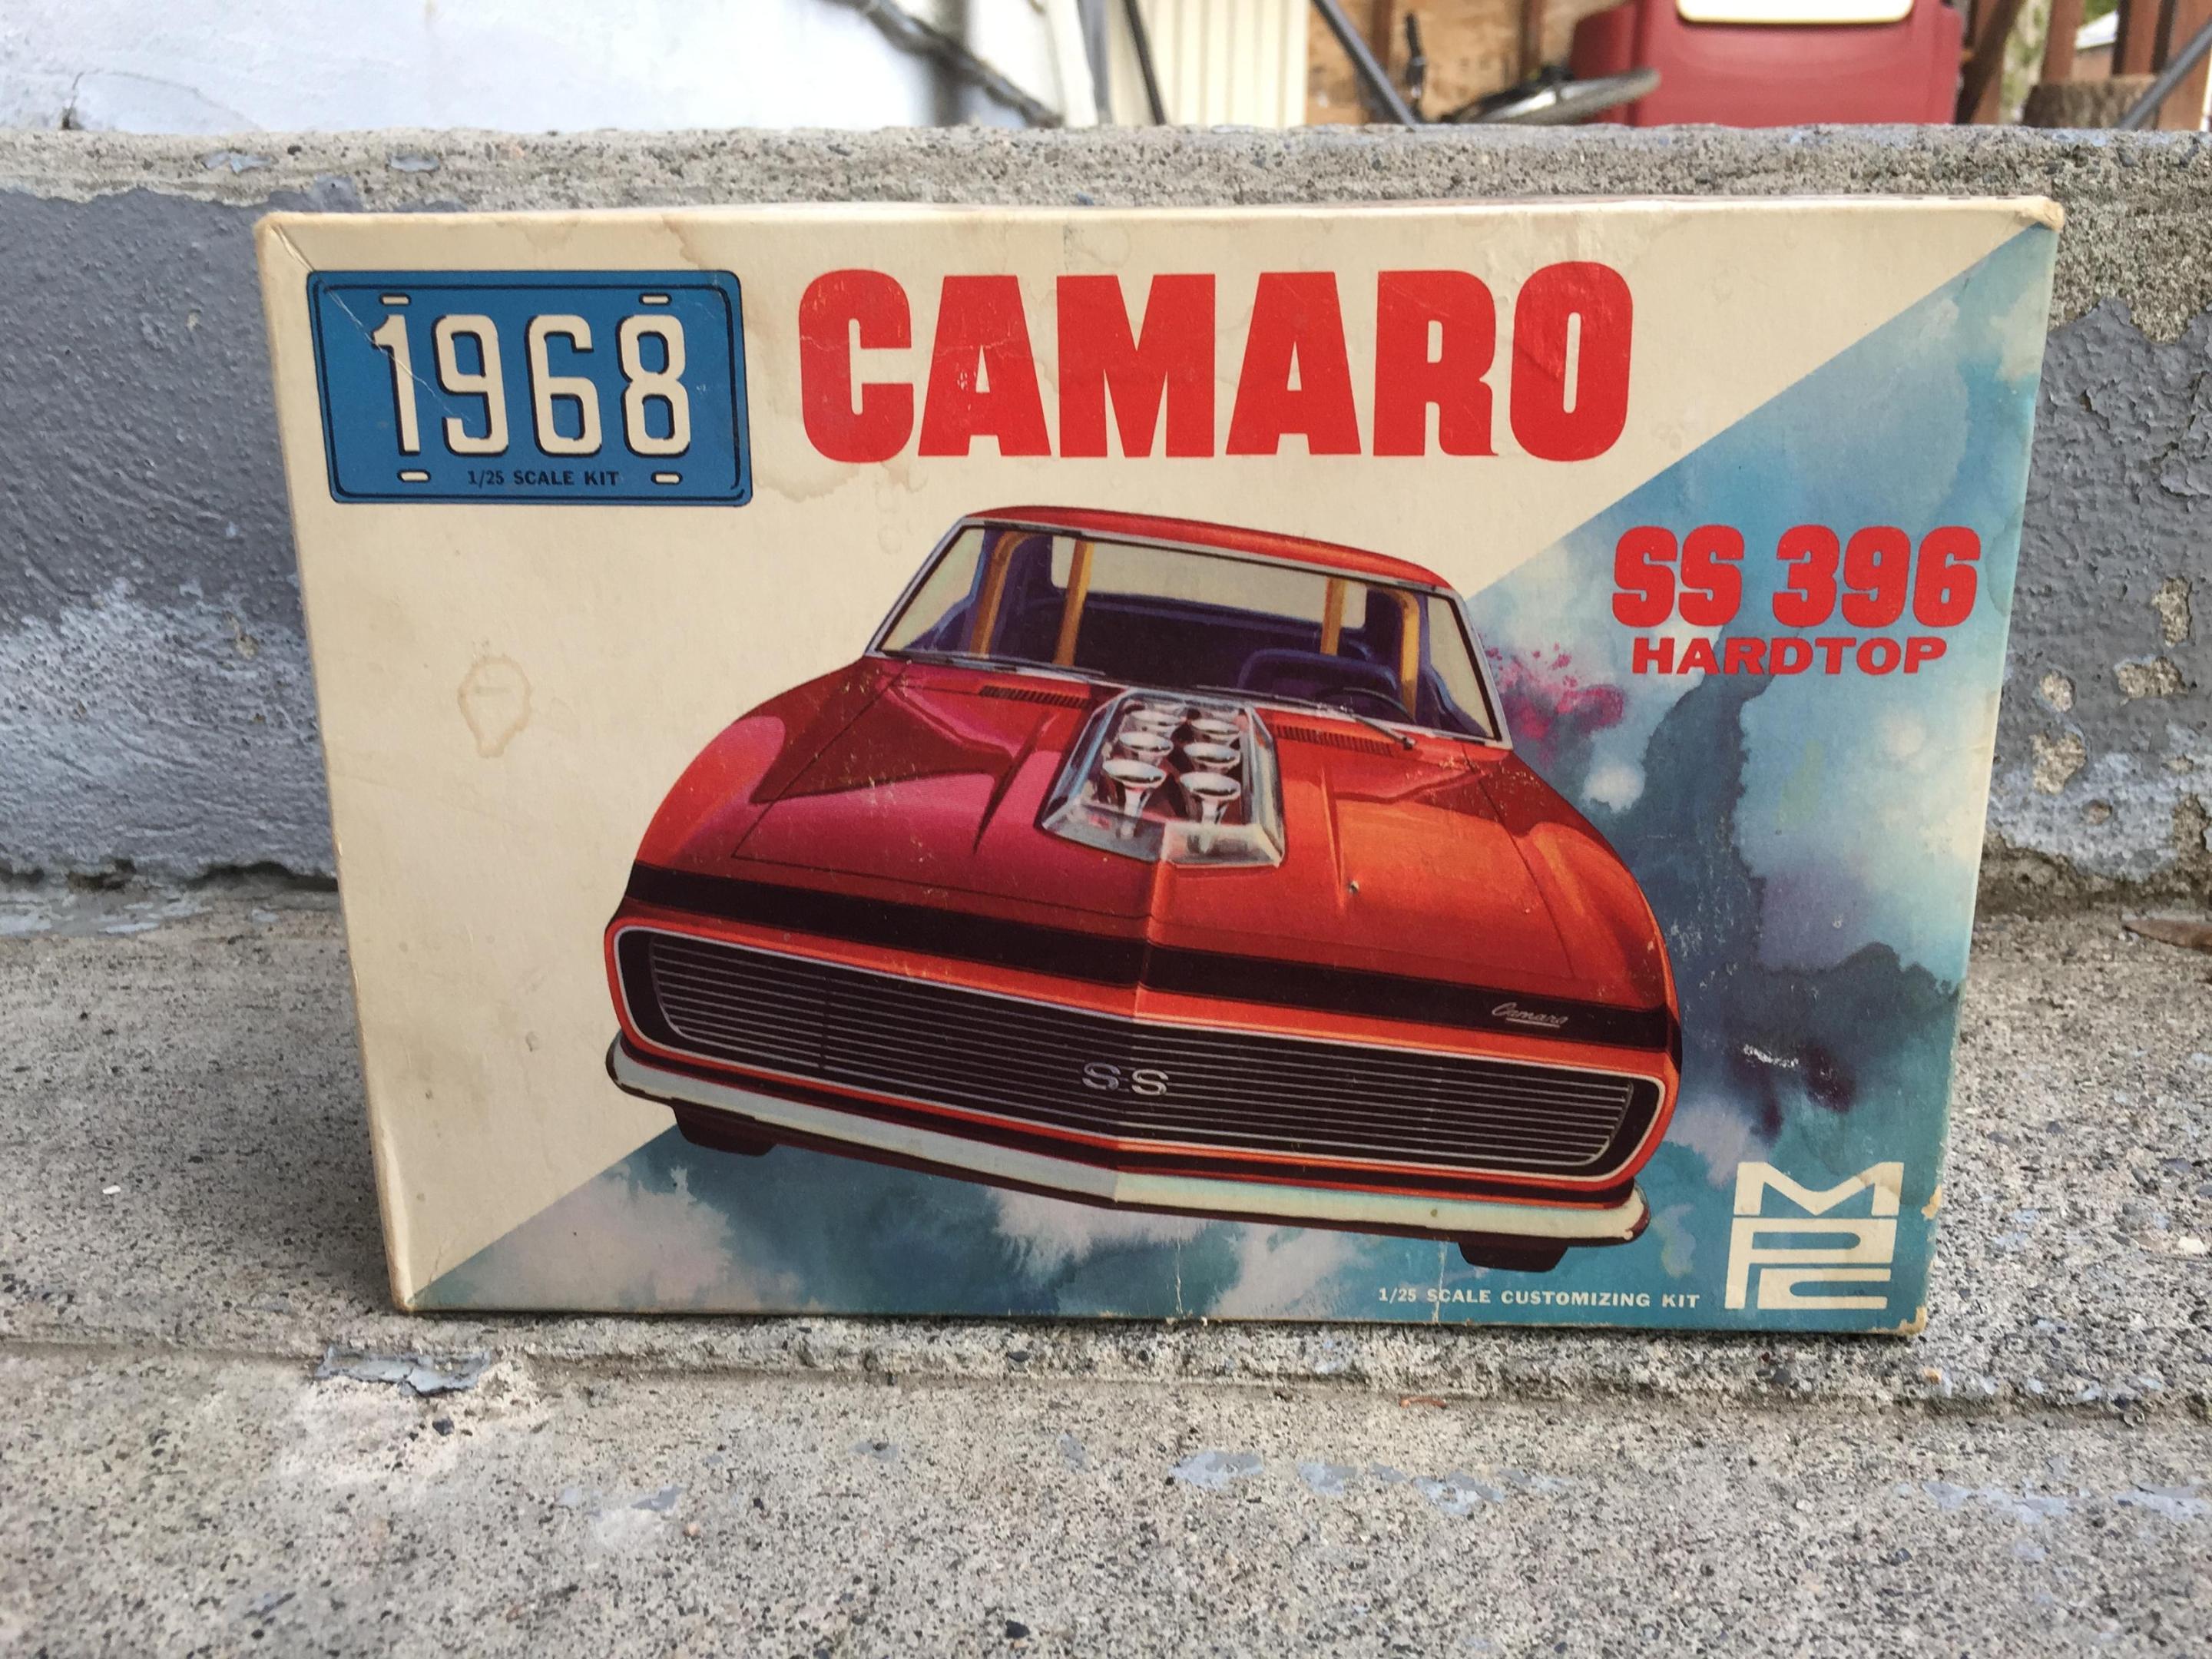 1968
1/25 SCALE KIT
CAMARO
SS 396
HARDTOP
Camaro
SS
1/25 SCALE CUSTOMIZING KIT
MPC